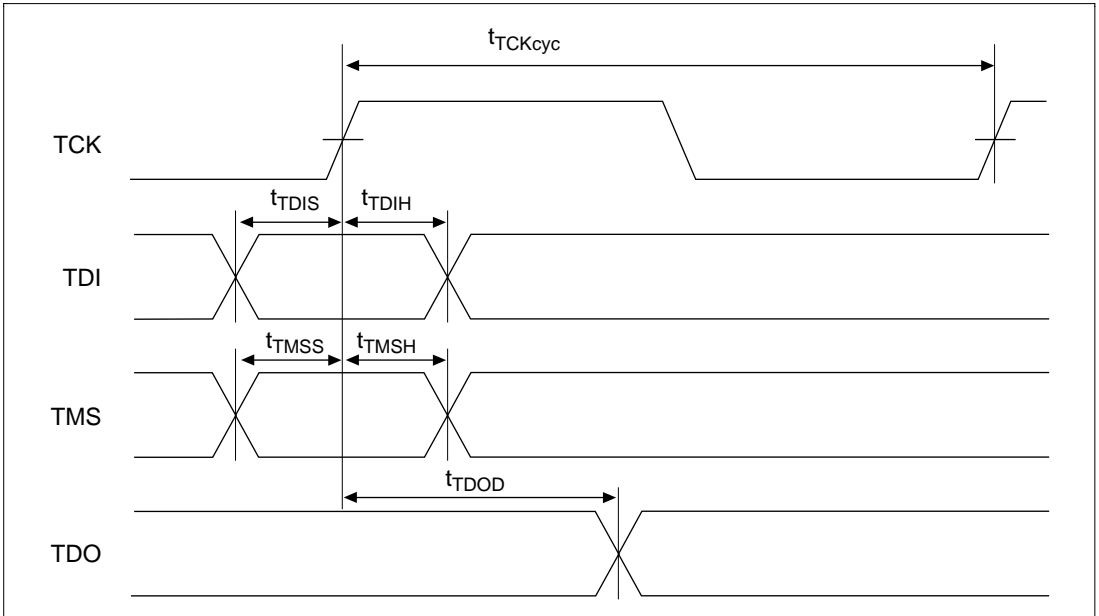 tTCKcyc
TCK
tTDIS tTDIH
TDI
tTMSS tTMSH
TMS
tTDOD
TDO